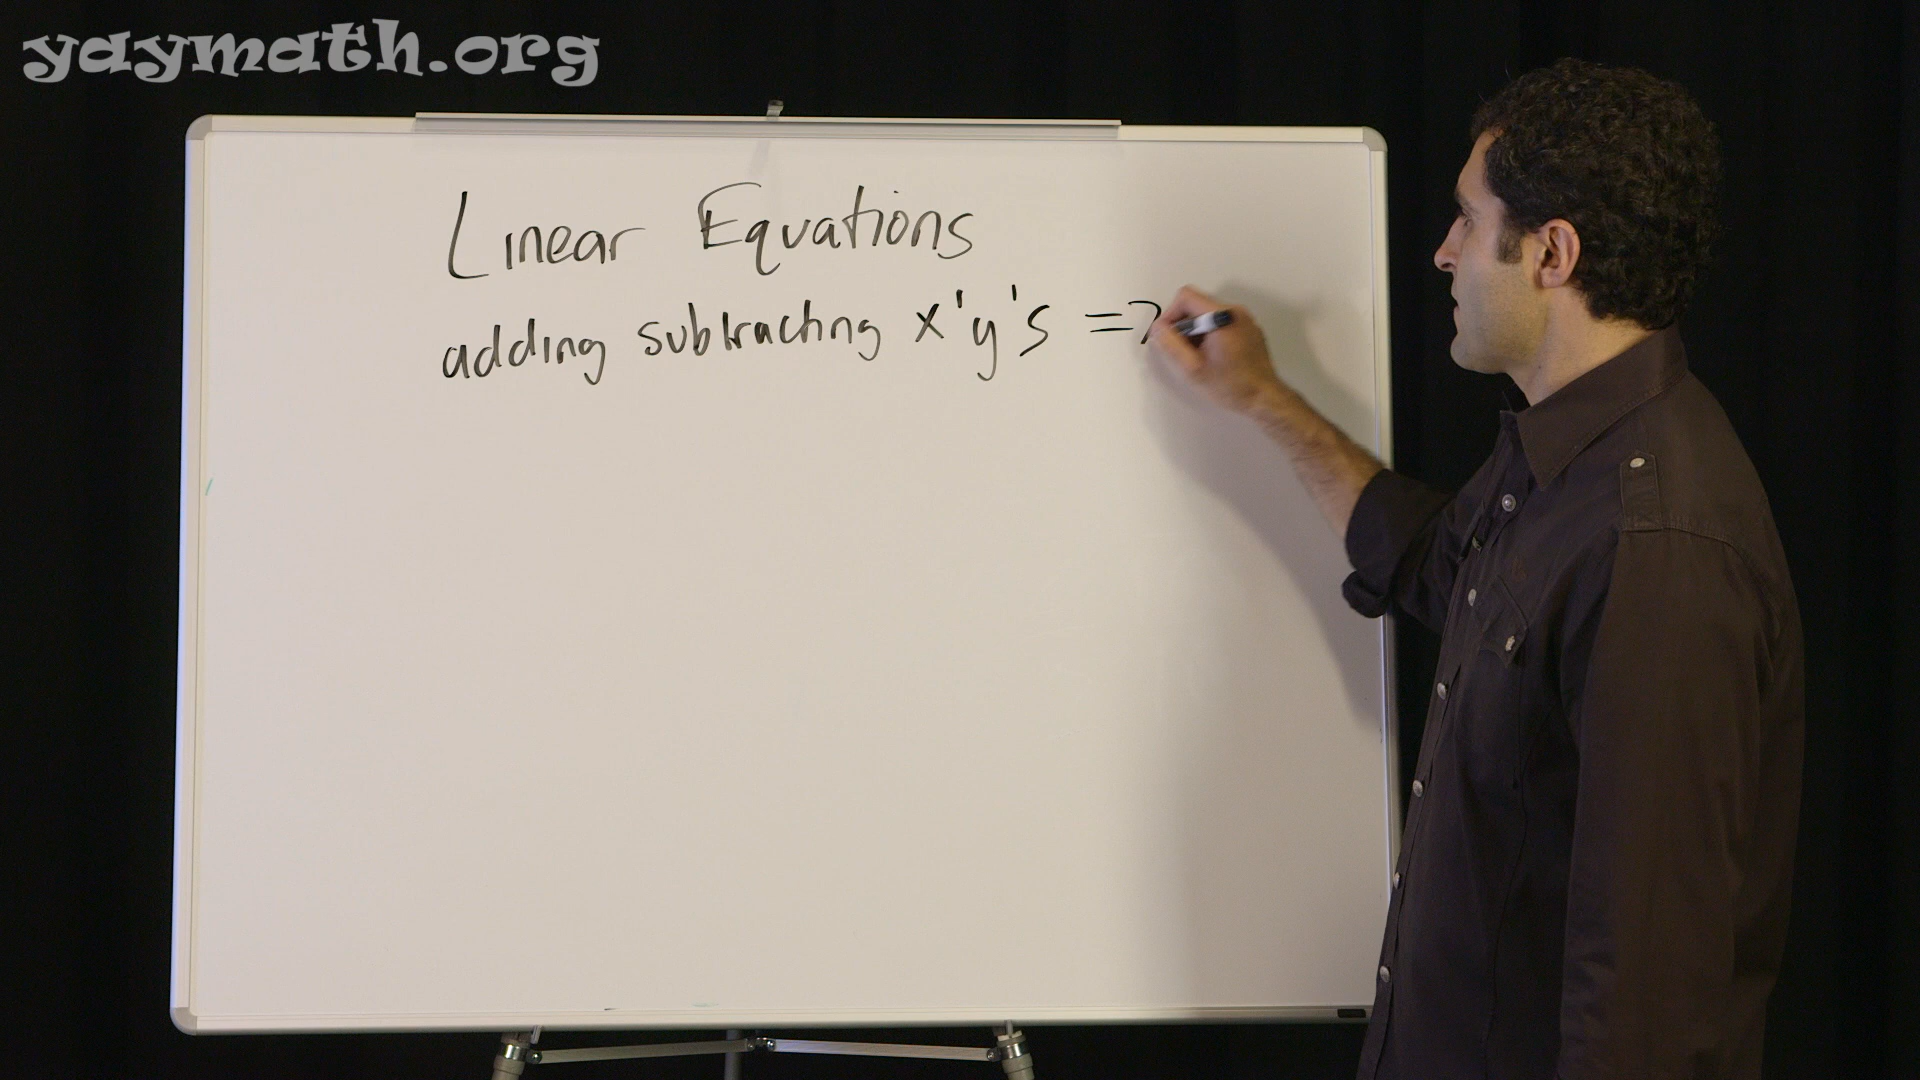 yaymath.org
Linear Equations
adding subtracting x'y's =>